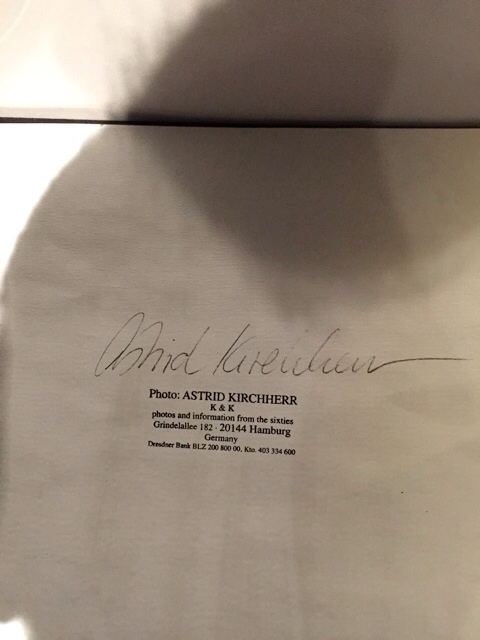 Astrid Kirchherr
Photo: ASTRID KIRCHHERR
K & K
photos and information from the sixties
Grindelallee 182 · 20144 Hamburg
Germany
Dresdner Bank BLZ 200 800 00, Kto. 403 334 600